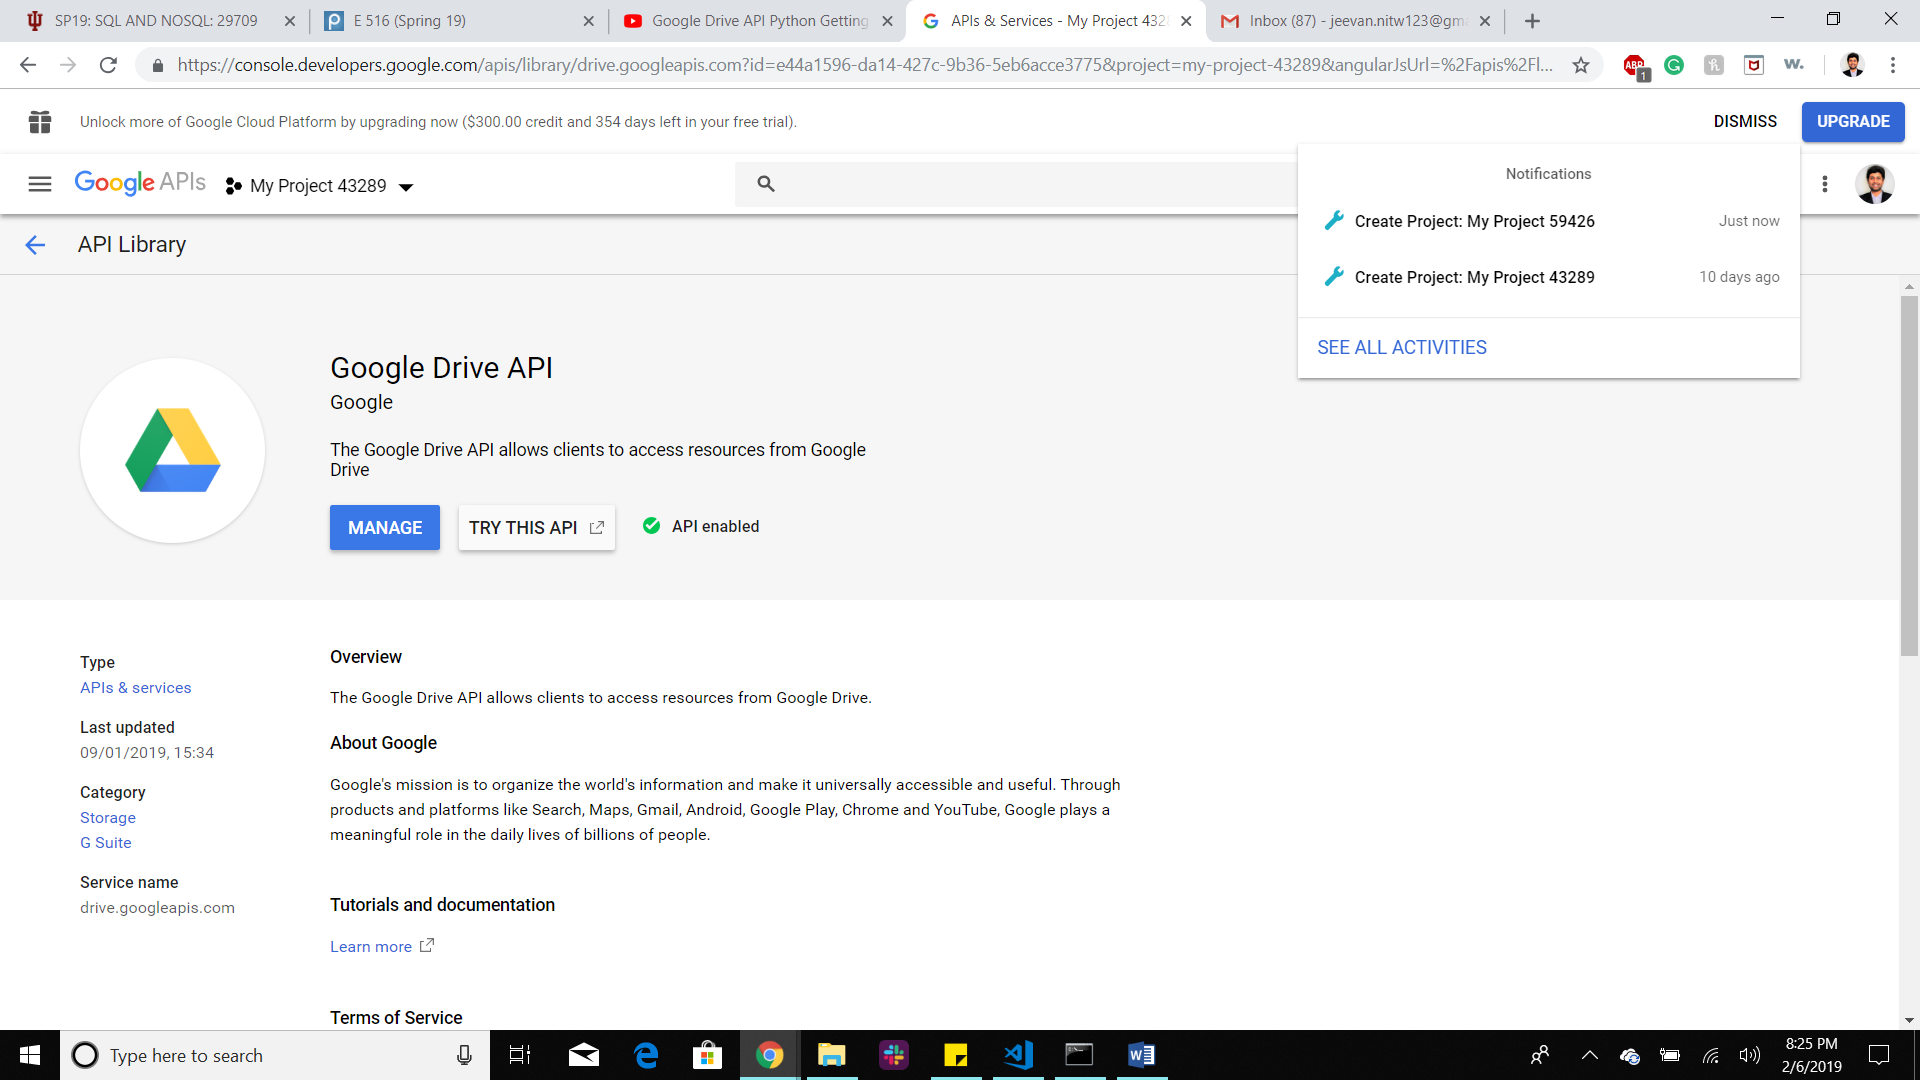 SP19: SQL AND NOSQL: 29709
E 516 (Spring 19)
Google Drive API Python Getting
APIs & Services - My Project 432
Inbox (87) - jeevan.nitw123@gm
https://console.developers.google.com/apis/library/drive.googleapis.com?id=e44a1596-da14-427c-9b36-5eb6acce3775&project=my-project-43289&angularJsUrl=%2Fapis%2Fl...
ABP
1
w.
Unlock more of Google Cloud Platform by upgrading now ($300.00 credit and 354 days left in your free trial).
DISMISS
UPGRADE
Google APIs
My Project 43289
Notifications
Create Project: My Project 59426
Just now
Create Project: My Project 43289
10 days ago
SEE ALL ACTIVITIES
API Library
Google Drive API
Google
The Google Drive API allows clients to access resources from Google
Drive
MANAGE
TRY THIS API
API enabled
Type
APIs & services
Last updated
09/01/2019, 15:34
Category
Storage
G Suite
Service name
drive.googleapis.com
Overview
The Google Drive API allows clients to access resources from Google Drive.
About Google
Google's mission is to organize the world's information and make it universally accessible and useful. Through
products and platforms like Search, Maps, Gmail, Android, Google Play, Chrome and YouTube, Google plays a
meaningful role in the daily lives of billions of people.
Tutorials and documentation
Learn more
Terms of Service
Type here to search
8:25 PM
2/6/2019